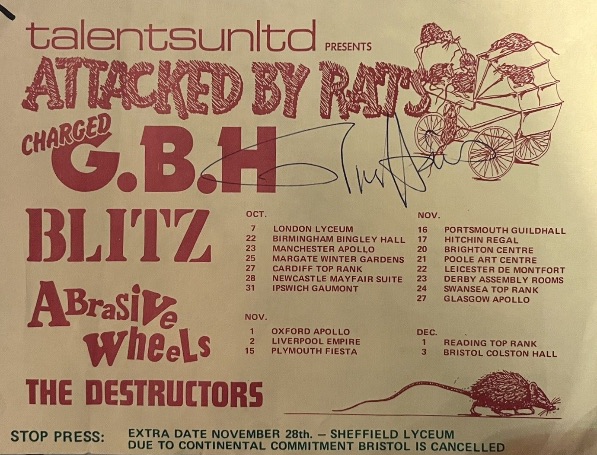 talentsunltd PRESENTS
ATTACKED BY RATS
CHARGED
G.B.H
BLITZ
ABrasive
Wheels
THE DESTRUCTORS
OCT.
7 LONDON LYCEUM
22 BIRMINGHAM BINGLEY HALL
23 MANCHESTER APOLLO
25 MARGATE WINTER GARDENS
27 CARDIFF TOP RANK
28 NEWCASTLE MAYFAIR SUITE
31 IPSWICH GAUMONT
NOV.
1 OXFORD APOLLO
2 LIVERPOOL EMPIRE
15 PLYMOUTH FIESTA
NOV.
16 PORTSMOUTH GUILDHALL
17 HITCHIN REGAL
20 BRIGHTON CENTRE
21 POOLE ART CENTRE
22 LEICESTER DE MONTFORT
23 DERBY ASSEMBLY ROOMS
24 SWANSEA TOP RANK
27 GLASGOW APOLLO
DEC.
1 READING TOP RANK
3 BRISTOL COLSTON HALL
STOP PRESS: EXTRA DATE NOVEMBER 28th. – SHEFFIELD LYCEUM
DUE TO CONTINENTAL COMMITMENT BRISTOL IS CANCELLED